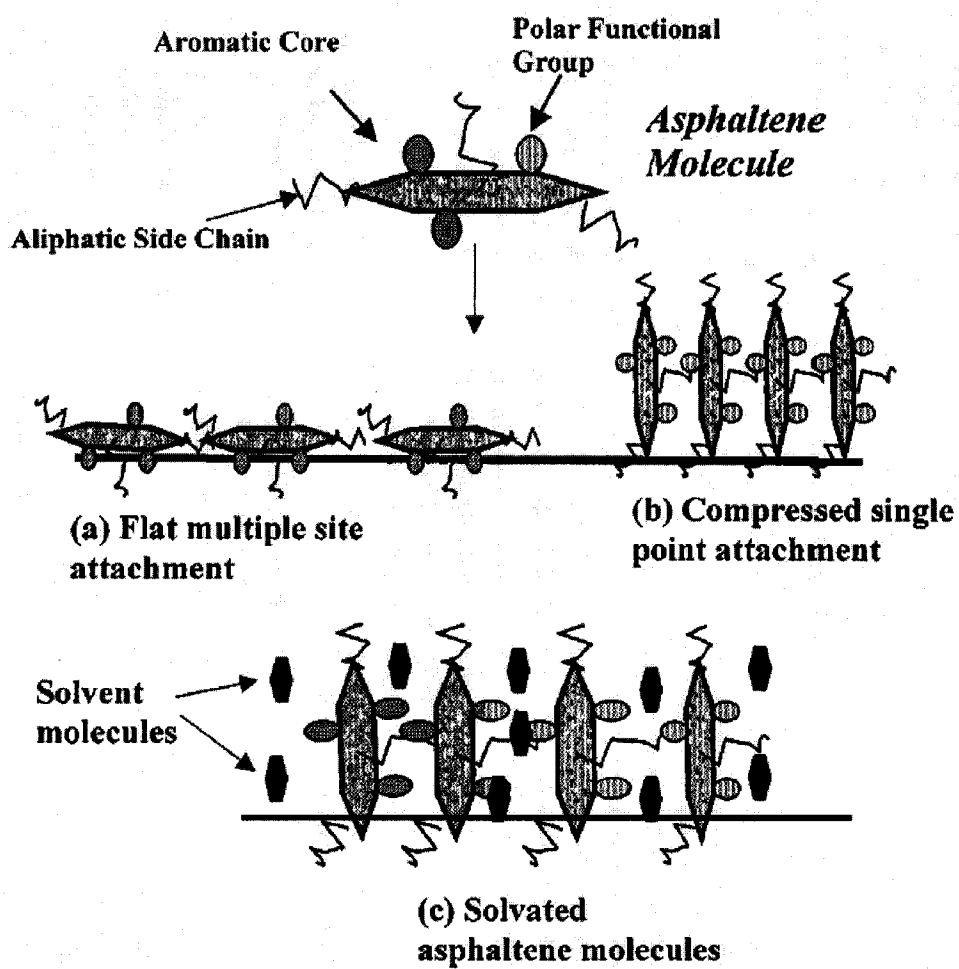 Aromatic Core
Polar Functional
Group
Asphaltene
Molecule
Aliphatic Side Chain
(a) Flat multiple site
attachment
(b) Compressed single
point attachment
Solvent
molecules
(c) Solvated
asphaltene molecules